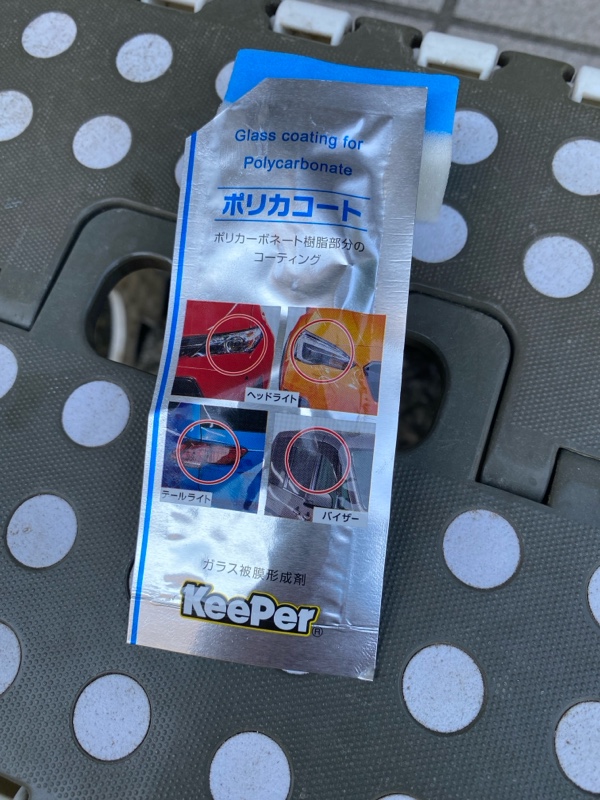 Glass coating for
Polycarbonate
ポリカコート
ポリカーボネート樹脂部分の
コーティング
ヘッドライト
テールライト
バイザー
ガラス被膜形成剤
KeePer®